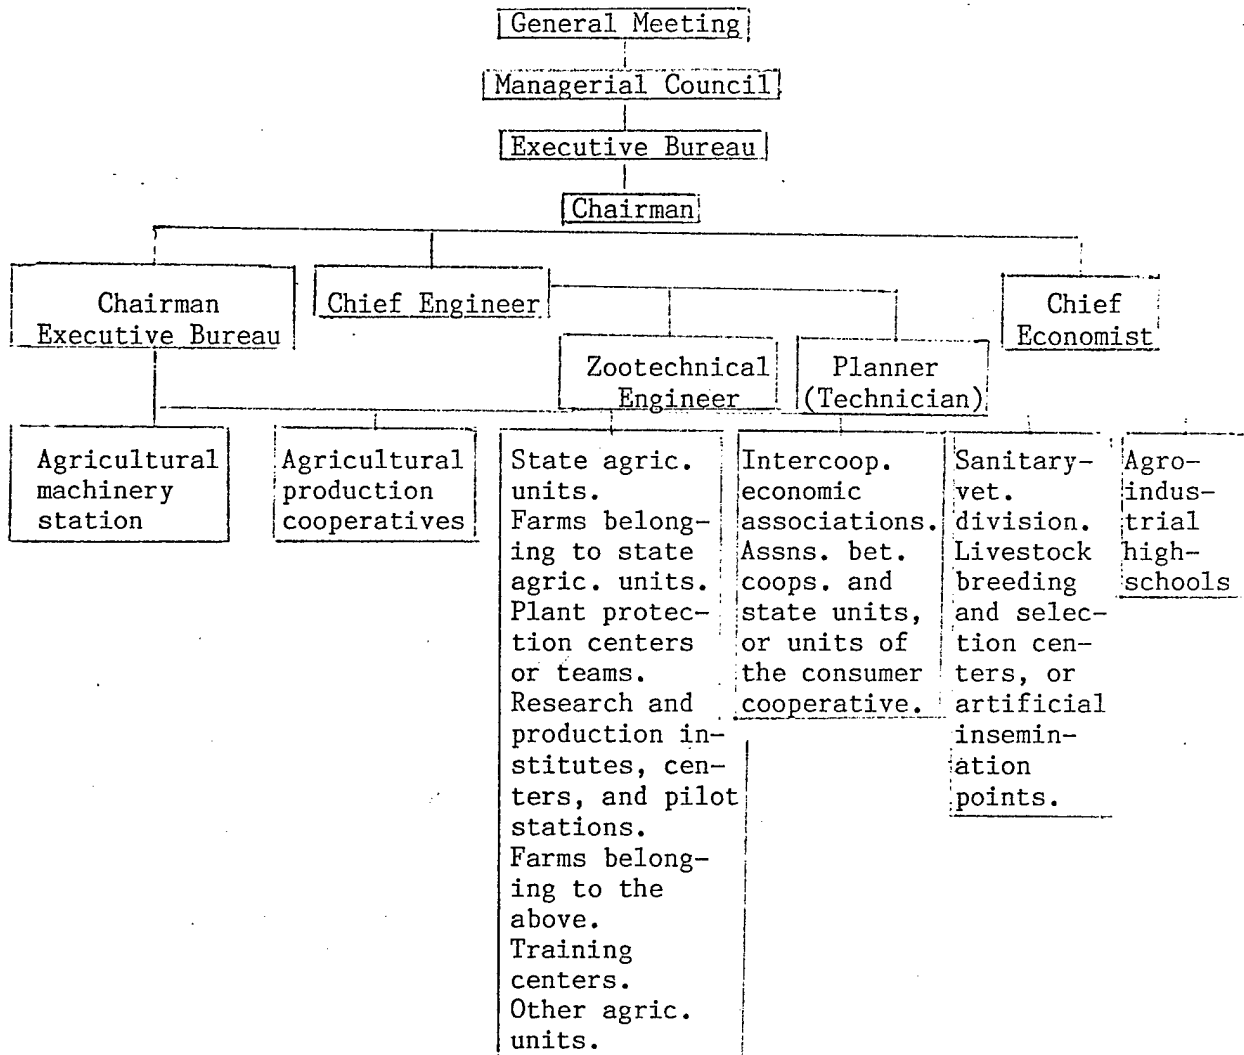 General Meeting
Managerial Council
Executive Bureau
Chairman
Chairman
Executive Bureau
Chief Engineer
Chief
Economist
Zootechnical
Engineer
Planner
(Technician)
Agricultural
machinery
station
Agricultural
production
cooperatives
State agric.
units.
Farms belong-
ing to state
agric. units.
Plant protec-
tion centers
or teams.
Research and
production in-
stitutes, cen-
ters, and pilot
stations.
Farms belong-
ing to the
above.
Training
centers.
Other agric.
units.
Intercoop.
economic
associations.
Assns. bet.
coops. and
state units,
or units of
the consumer
cooperative.
Sanitary-
vet.
division.
Livestock
breeding
and selec-
tion cen-
ters, or
artificial
insemin-
ation
points.
Agro-
indus-
trial
high-
schools